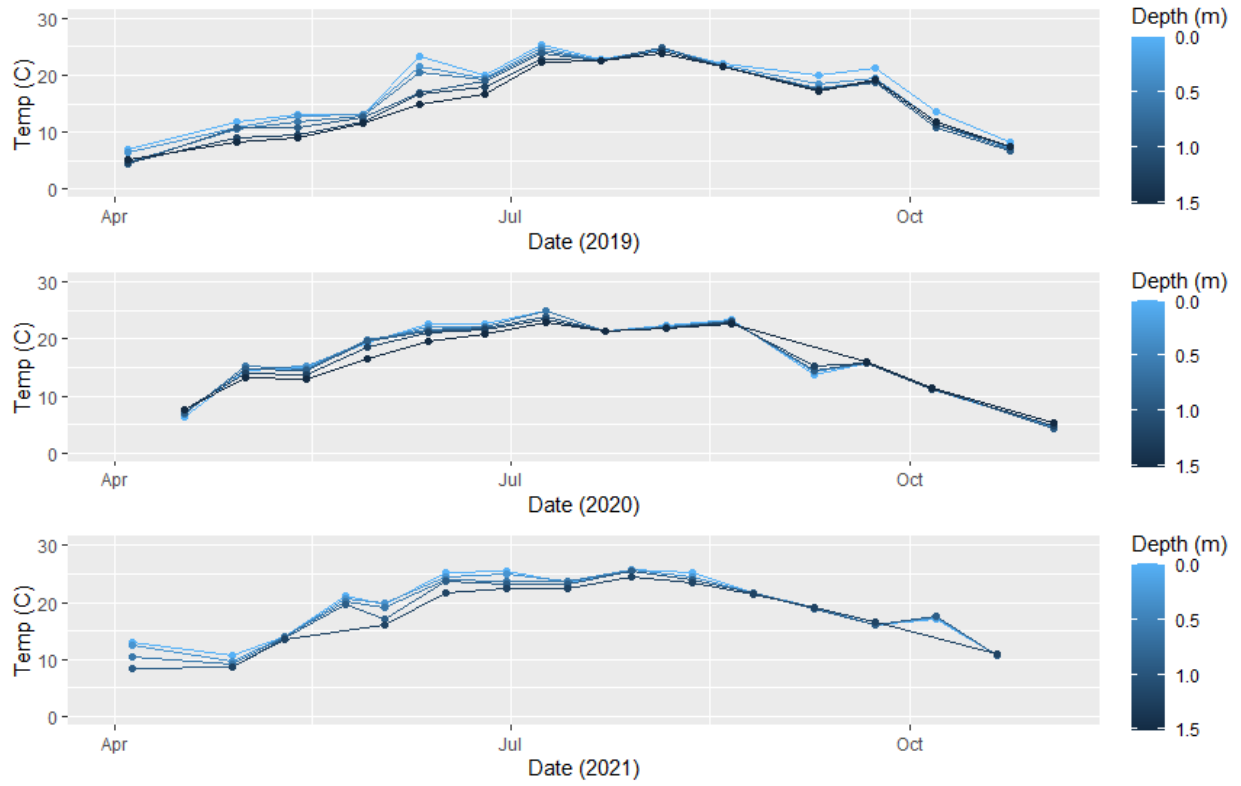 Depth (m)
30
20
10
0
Temp (C)
0.0
0.5
1.0
1.5
Apr
Jul
Oct
Date (2019)
Depth (m)
30
20
10
0
Temp (C)
0.0
0.5
1.0
1.5
Apr
Jul
Oct
Date (2020)
Depth (m)
30
20
10
0
Temp (C)
0.0
0.5
1.0
1.5
Apr
Jul
Oct
Date (2021)